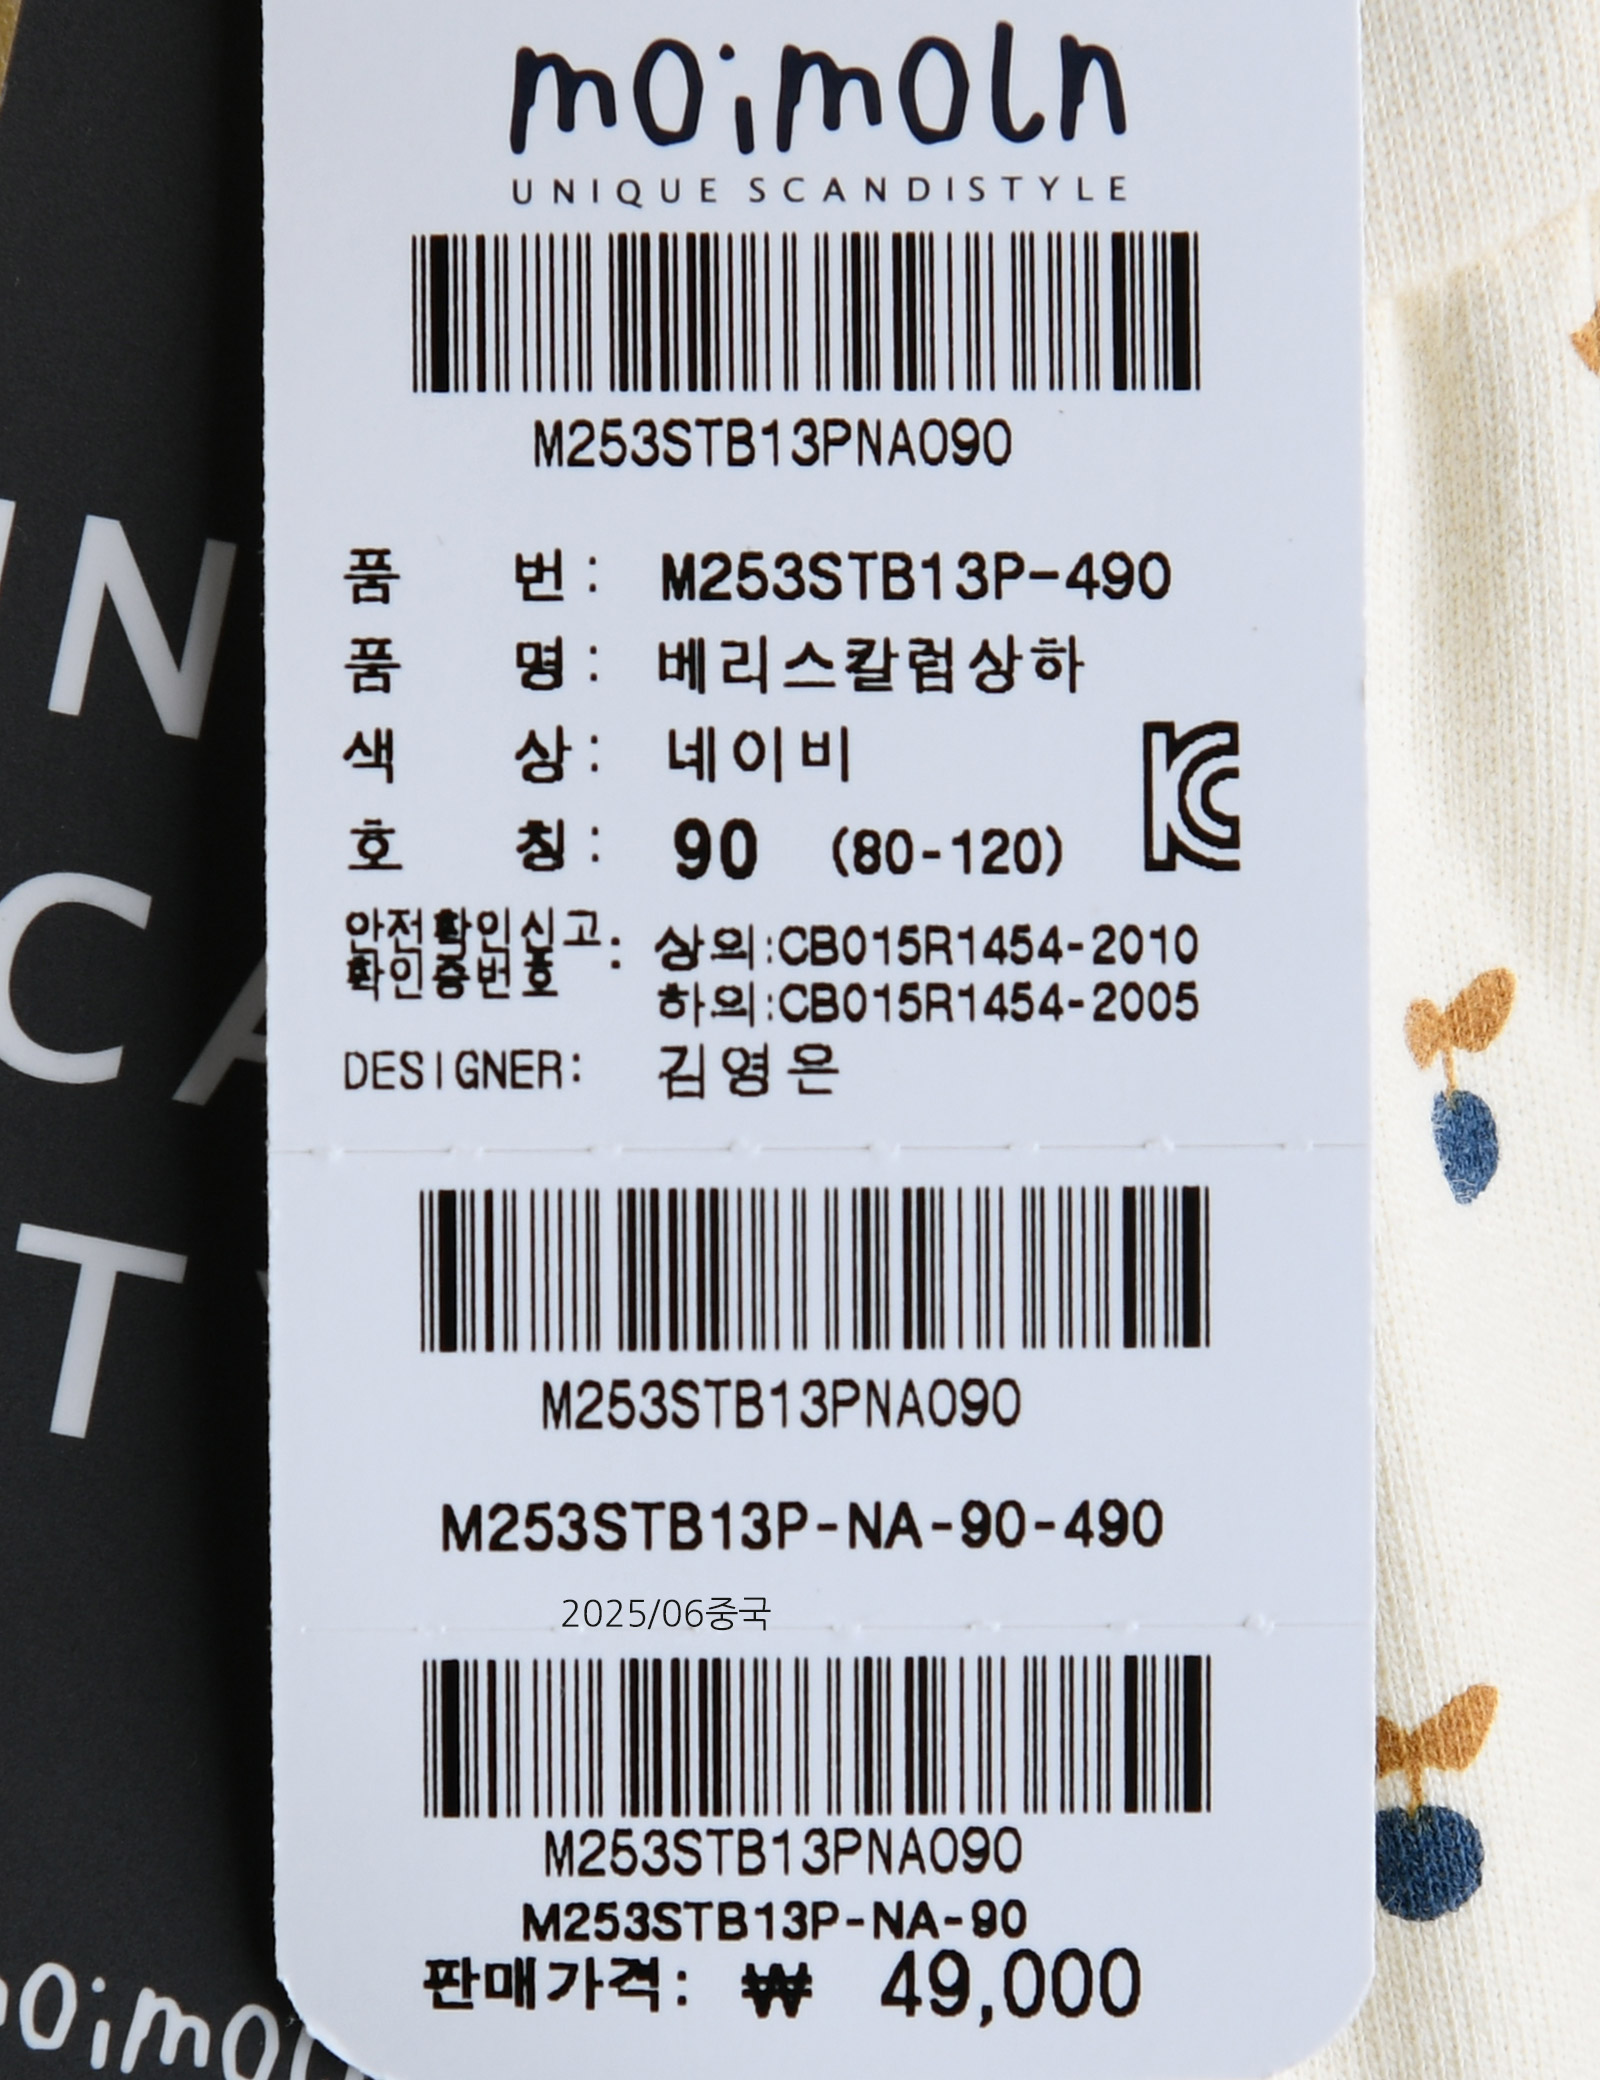 moimoln
UNIQUE SCANDISTYLE
M253STB13PNA090
품 번 : M253STB13P-490
품 명 : 베리스칼럽상하
색 상 : 네이비
호 칭 : 90 (80-120)
안전확인신고
확인증번호 : 상의:CB015R1454-2010
하의:CB015R1454-2005
DESIGNER: 김영은
M253STB13PNA090
M253STB13P-NA-90-490
2025/06중국
M253STB13PNA090
M253STB13P-NA-90
판매가격: ₩ 49,000